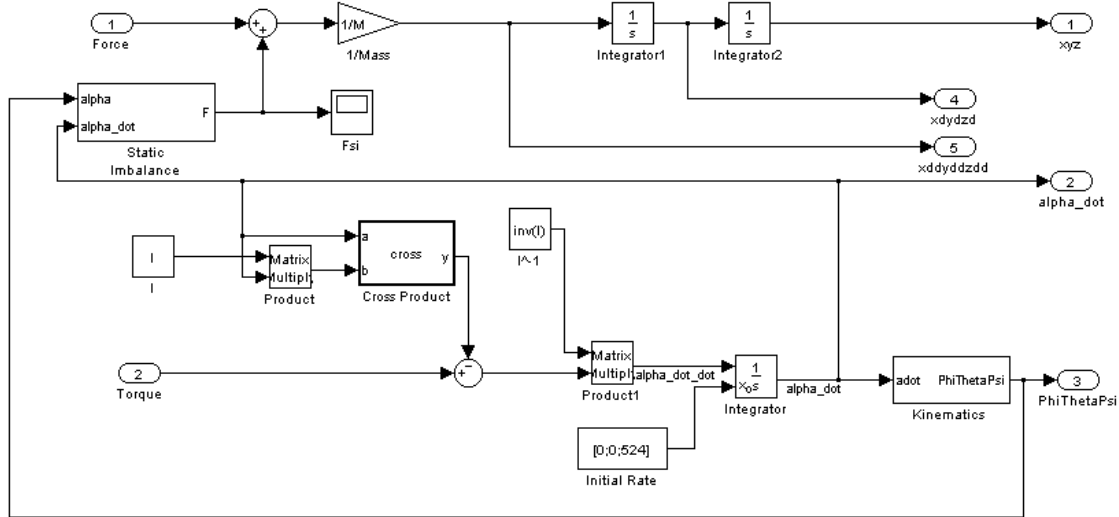 1
Force
+
+
1/M
1/Mass
1
s
Integrator1
1
s
Integrator2
1
xyz
alpha
alpha_dot
F
Static
Imbalance
Fsi
4
xdydzd
5
xddyddzdd
2
alpha_dot
I
I
Matrix
Multiply
Product
a
b
cross
y
Cross Product
inv(I)
I^-1
2
Torque
+
−
Matrix
Multiply
Product1
alpha_dot_dot
1
xo s
Integrator
alpha_dot
[0;0;524]
Initial Rate
adot
PhiThetaPsi
Kinematics
3
PhiThetaPsi